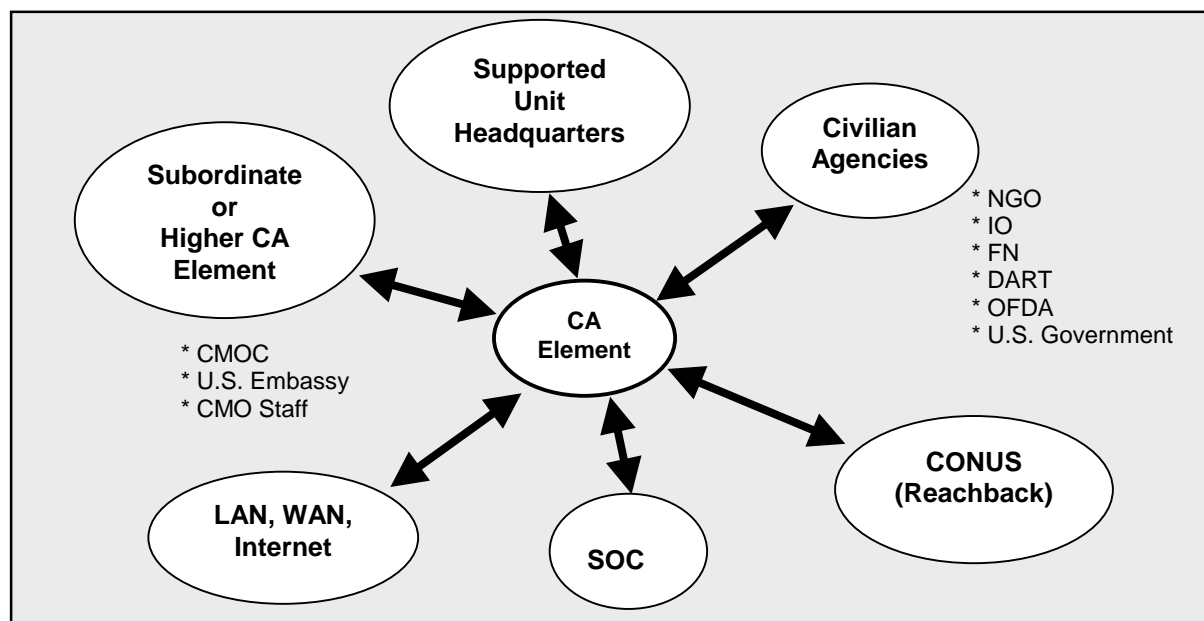 Supported
Unit
Headquarters
Civilian
Agencies
* NGO
* IO
* FN
* DART
* OFDA
* U.S. Government
Subordinate
or
Higher CA
Element
* CMOC
* U.S. Embassy
* CMO Staff
CA
Element
LAN, WAN,
Internet
SOC
CONUS
(Reachback)